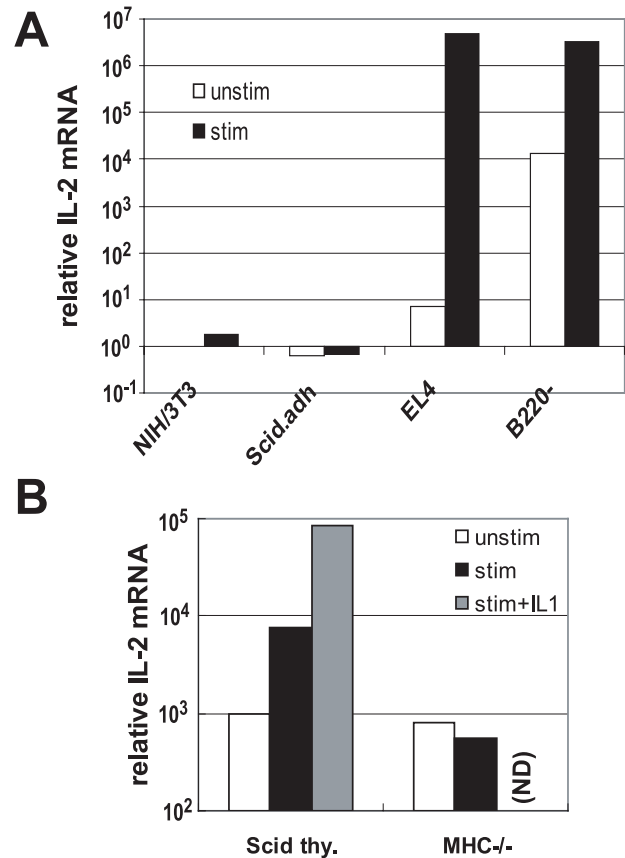 A
relative IL-2 mRNA
10^7
10^6
10^5
10^4
10^3
10^2
10^1
10^0
10^-1
unstim
stim
NIH/3T3
Scid.adh
EL4
B220-
B
relative IL-2 mRNA
10^5
10^4
10^3
10^2
unstim
stim
stim+IL1
(ND)
Scid thy.
MHC-/-